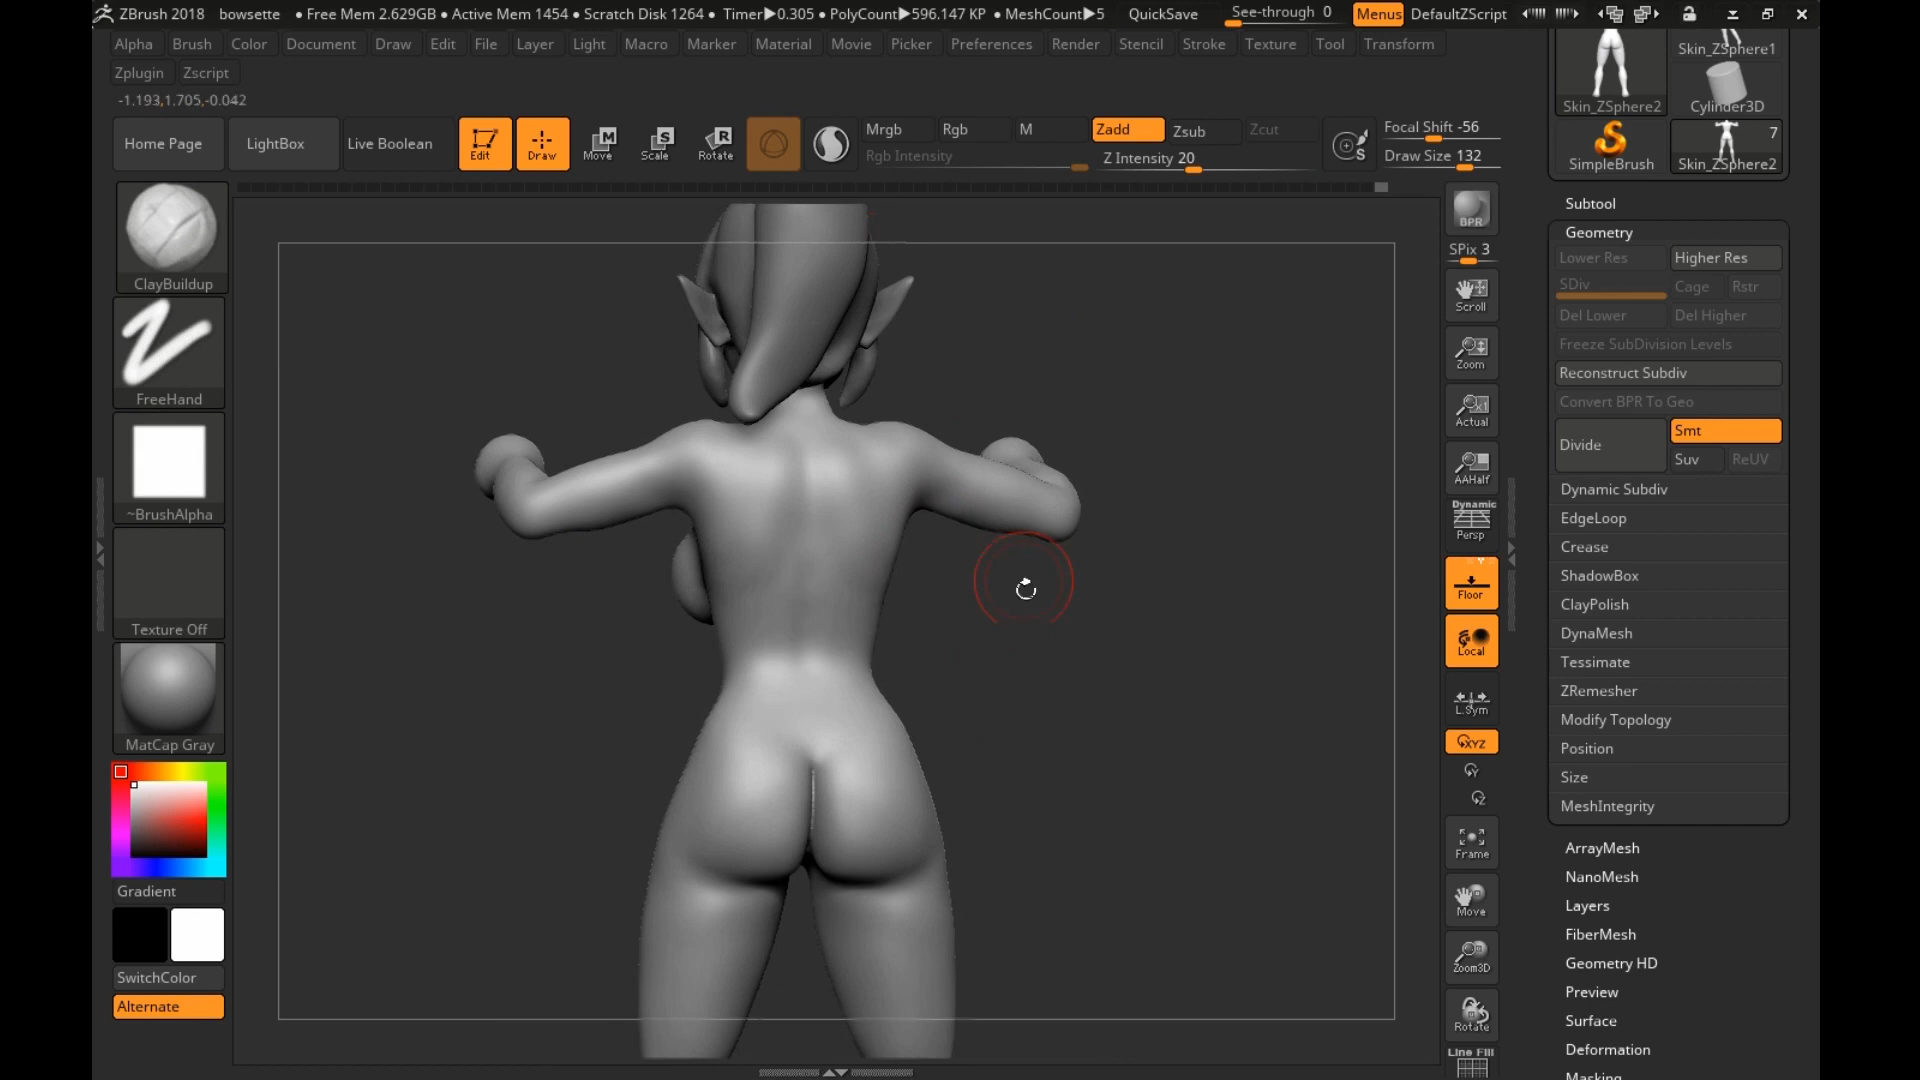 ZBrush 2018 bowsette • Free Mem 2.629GB • Active Mem 1454 • Scratch Disk 1264 • Timer▶0.305 • PolyCount▶596.147 KP • MeshCount▶5 QuickSave See-through 0 Menus DefaultZScript
Alpha Brush Color Document Draw Edit File Layer Light Macro Marker Material Movie Picker Preferences Render Stencil Stroke Texture Tool Transform
Zplugin Zscript
-1.193,1.705,-0.042
Home Page
LightBox
Live Boolean
Edit
Draw
Move
Scale
Rotate
Mrgb Rgb M
Rgb Intensity
Zadd Zsub Zcut
Z Intensity 20
Focal Shift -56
Draw Size 132
ClayBuildup
FreeHand
~BrushAlpha
Texture Off
MatCap Gray
Gradient
SwitchColor
Alternate
BPR
SPix 3
Scroll
Zoom
Actual
AAHalf
Dynamic
Persp
Floor
Local
L.Sym
XYZ
Y
Z
Frame
Move
Zoom3D
Rotate
Line Fill
Skin_ZSphere1
Skin_ZSphere2
Cylinder3D
SimpleBrush
7
Skin_ZSphere2
Subtool
Geometry
Lower Res Higher Res
SDiv Cage Rstr
Del Lower Del Higher
Freeze SubDivision Levels
Reconstruct Subdiv
Convert BPR To Geo
Divide Smt
Suv ReUV
Dynamic Subdiv
EdgeLoop
Crease
ShadowBox
ClayPolish
DynaMesh
Tessimate
ZRemesher
Modify Topology
Position
Size
MeshIntegrity
ArrayMesh
NanoMesh
Layers
FiberMesh
Geometry HD
Preview
Surface
Deformation
Masking